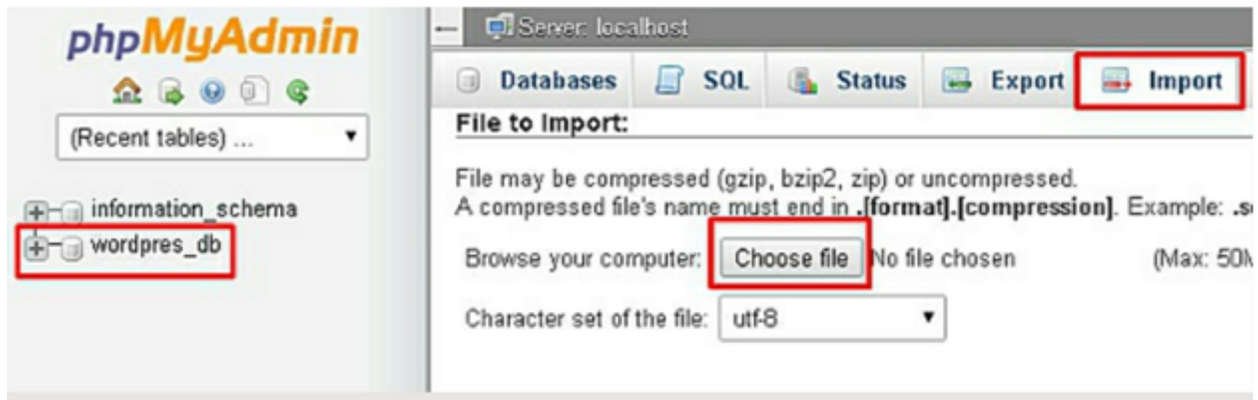 phpMyAdmin
(Recent tables) ...
information_schema
wordpres_db
Server: localhost
Databases SQL Status Export Import
File to Import:
File may be compressed (gzip, bzip2, zip) or uncompressed.
A compressed file's name must end in .[format].[compression]. Example:
Browse your computer: Choose file No file chosen (Max:
Character set of the file: utf-8